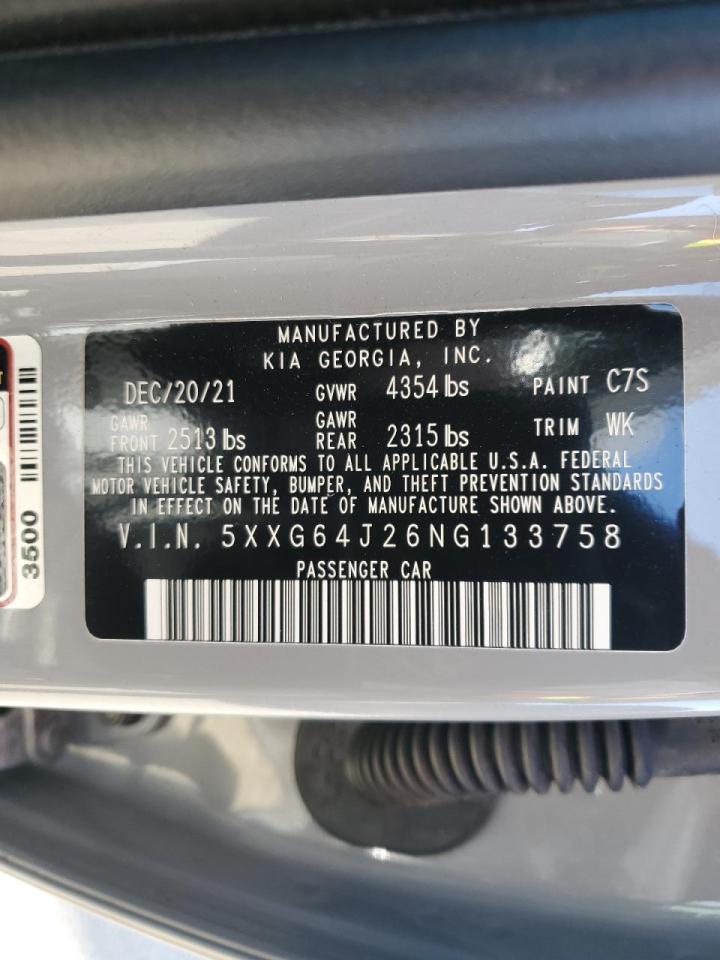 MANUFACTURED BY
KIA GEORGIA, INC.
DEC/20/21 GVWR 4354 lbs PAINT C7S
GAWR FRONT 2513 lbs GAWR REAR 2315 lbs TRIM WK
THIS VEHICLE CONFORMS TO ALL APPLICABLE U.S.A. FEDERAL
MOTOR VEHICLE SAFETY, BUMPER, AND THEFT PREVENTION STANDARDS
IN EFFECT ON THE DATE OF MANUFACTURE SHOWN ABOVE.
V.I.N. 5XXG64J26NG133758
PASSENGER CAR
3500